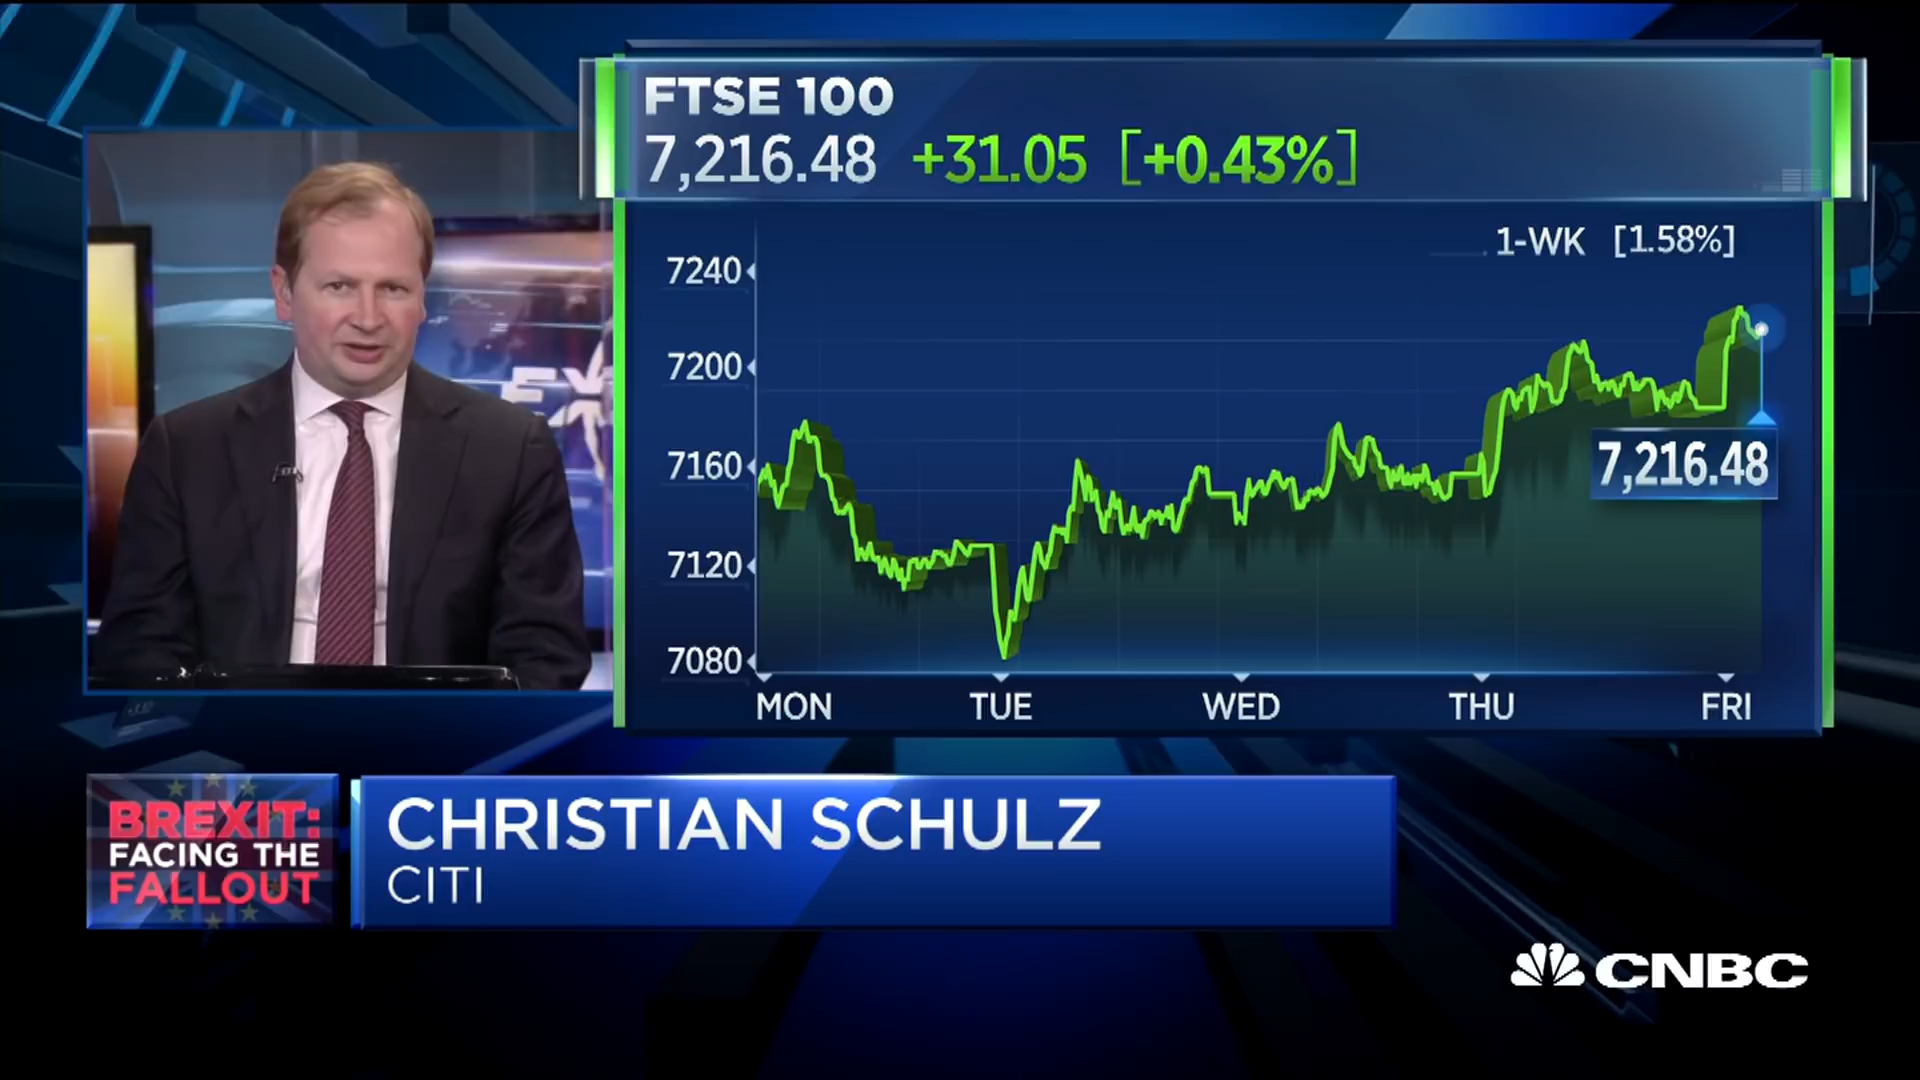 FTSE 100
7,216.48 +31.05 [+0.43%]
1-WK [1.58%]
7240
7200
7160
7120
7080
7,216.48
MON TUE WED THU FRI
BREXIT:
FACING THE
FALLOUT
CHRISTIAN SCHULZ
CITI
CNBC